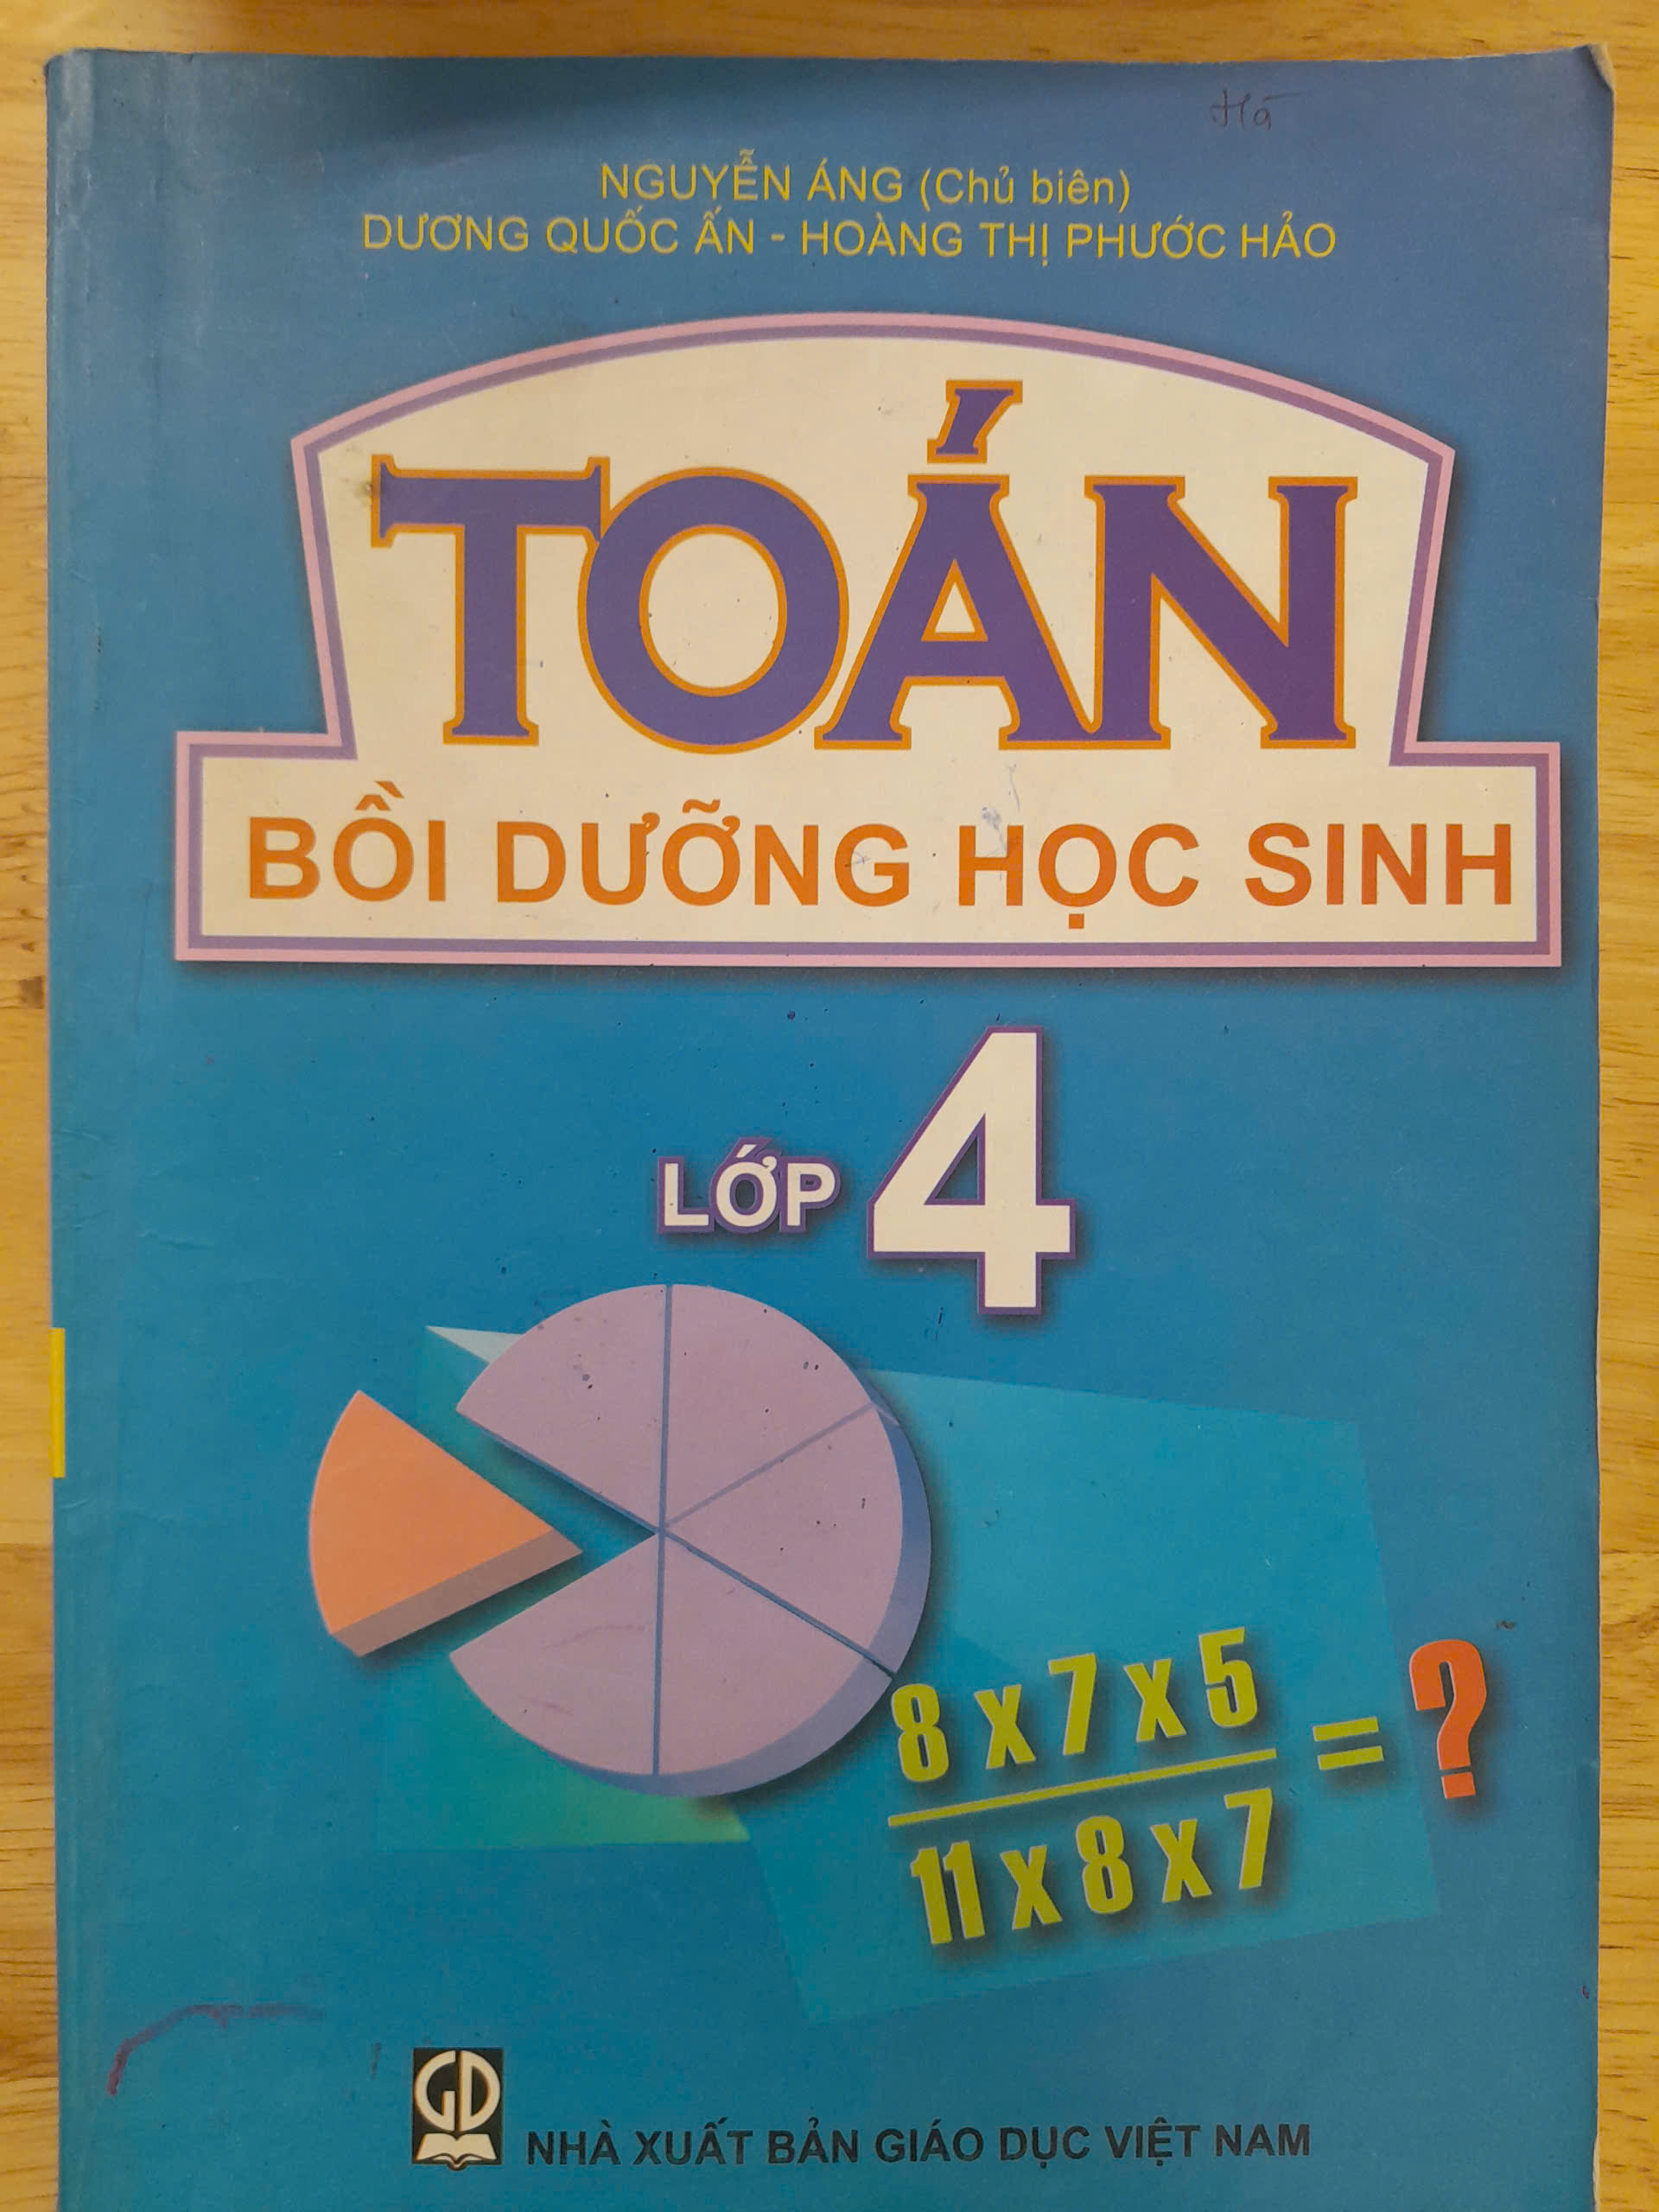 Hà
NGUYỄN ÁNG (Chủ biên)
DƯƠNG QUỐC ẤN - HOÀNG THỊ PHƯỚC HẢO
TOÁN
BỒI DƯỠNG HỌC SINH
LỚP 4
8 x 7 x 5
11 x 8 x 7
= ?
GD
NHÀ XUẤT BẢN GIÁO DỤC VIỆT NAM